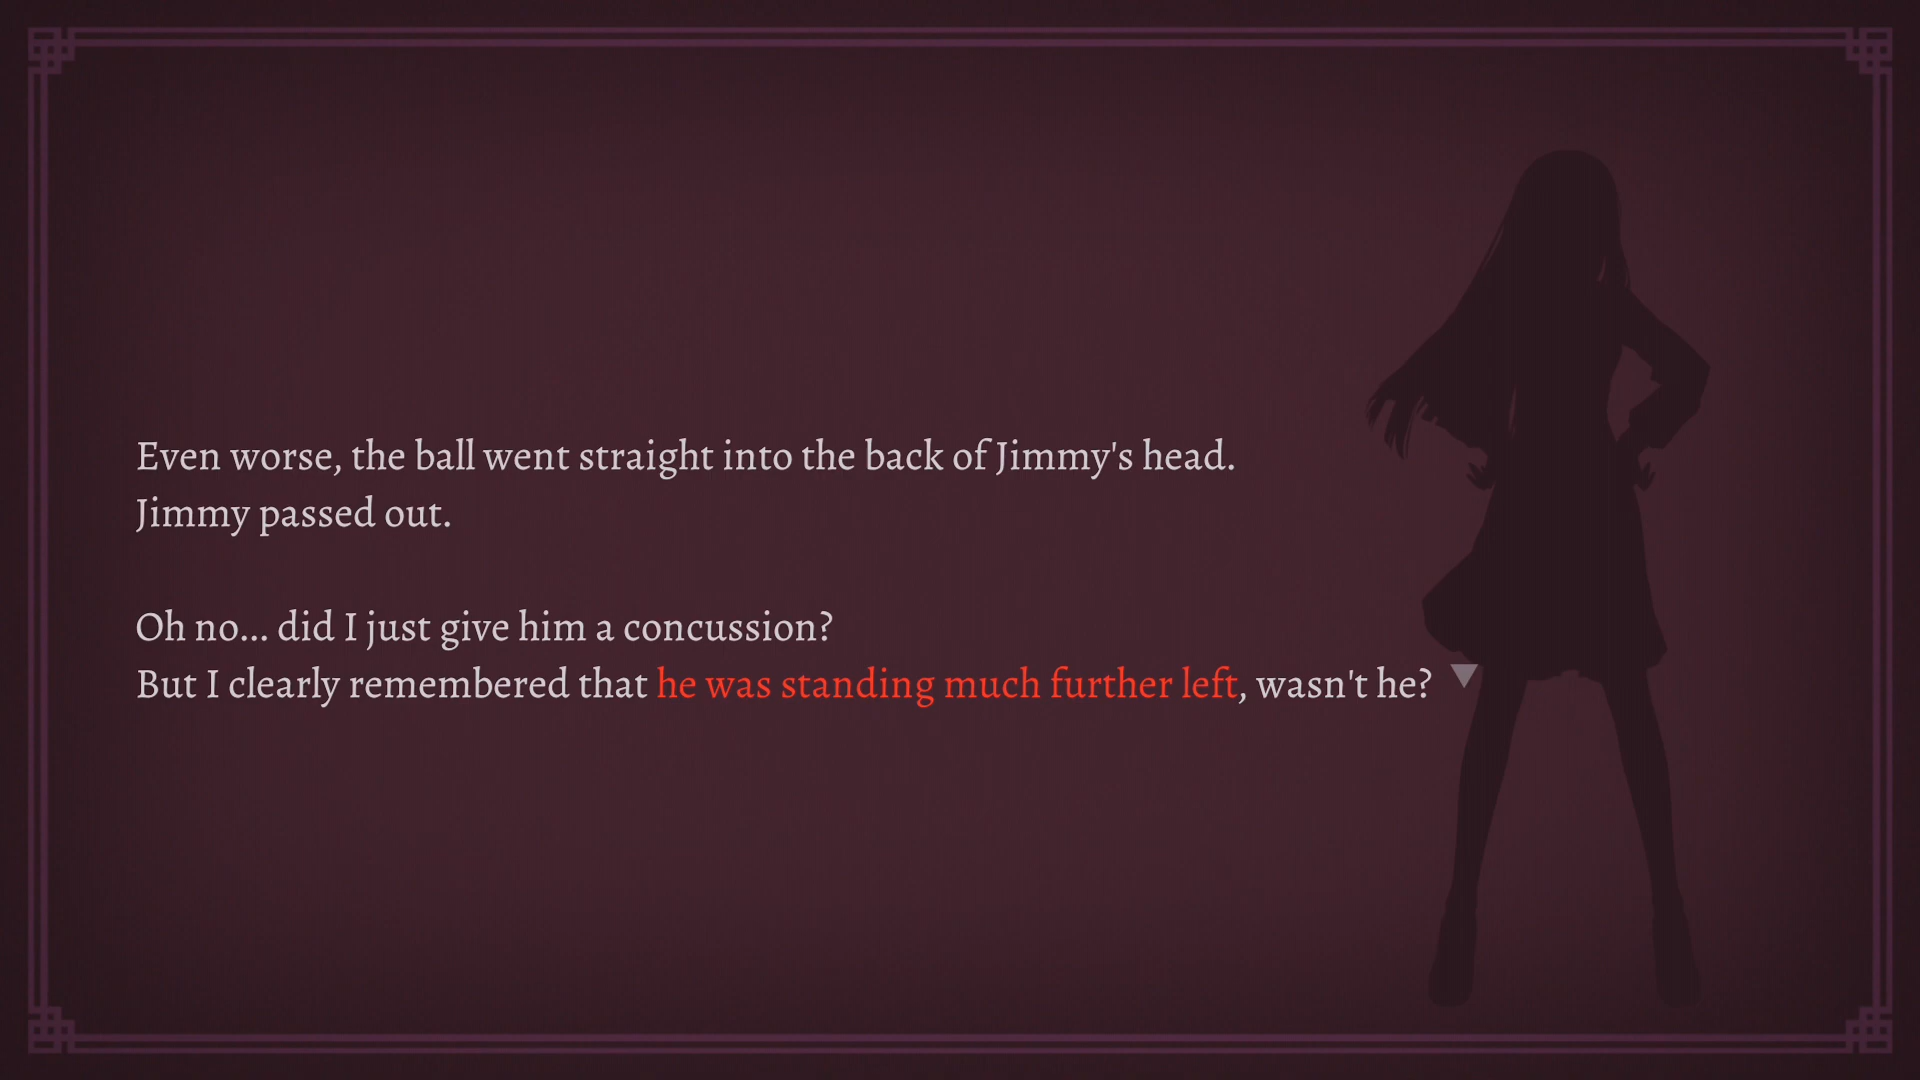 Even worse, the ball went straight into the back of Jimmy's head.
Jimmy passed out.
Oh no... did I just give him a concussion?
But I clearly remembered that he was standing much further left, wasn't he?